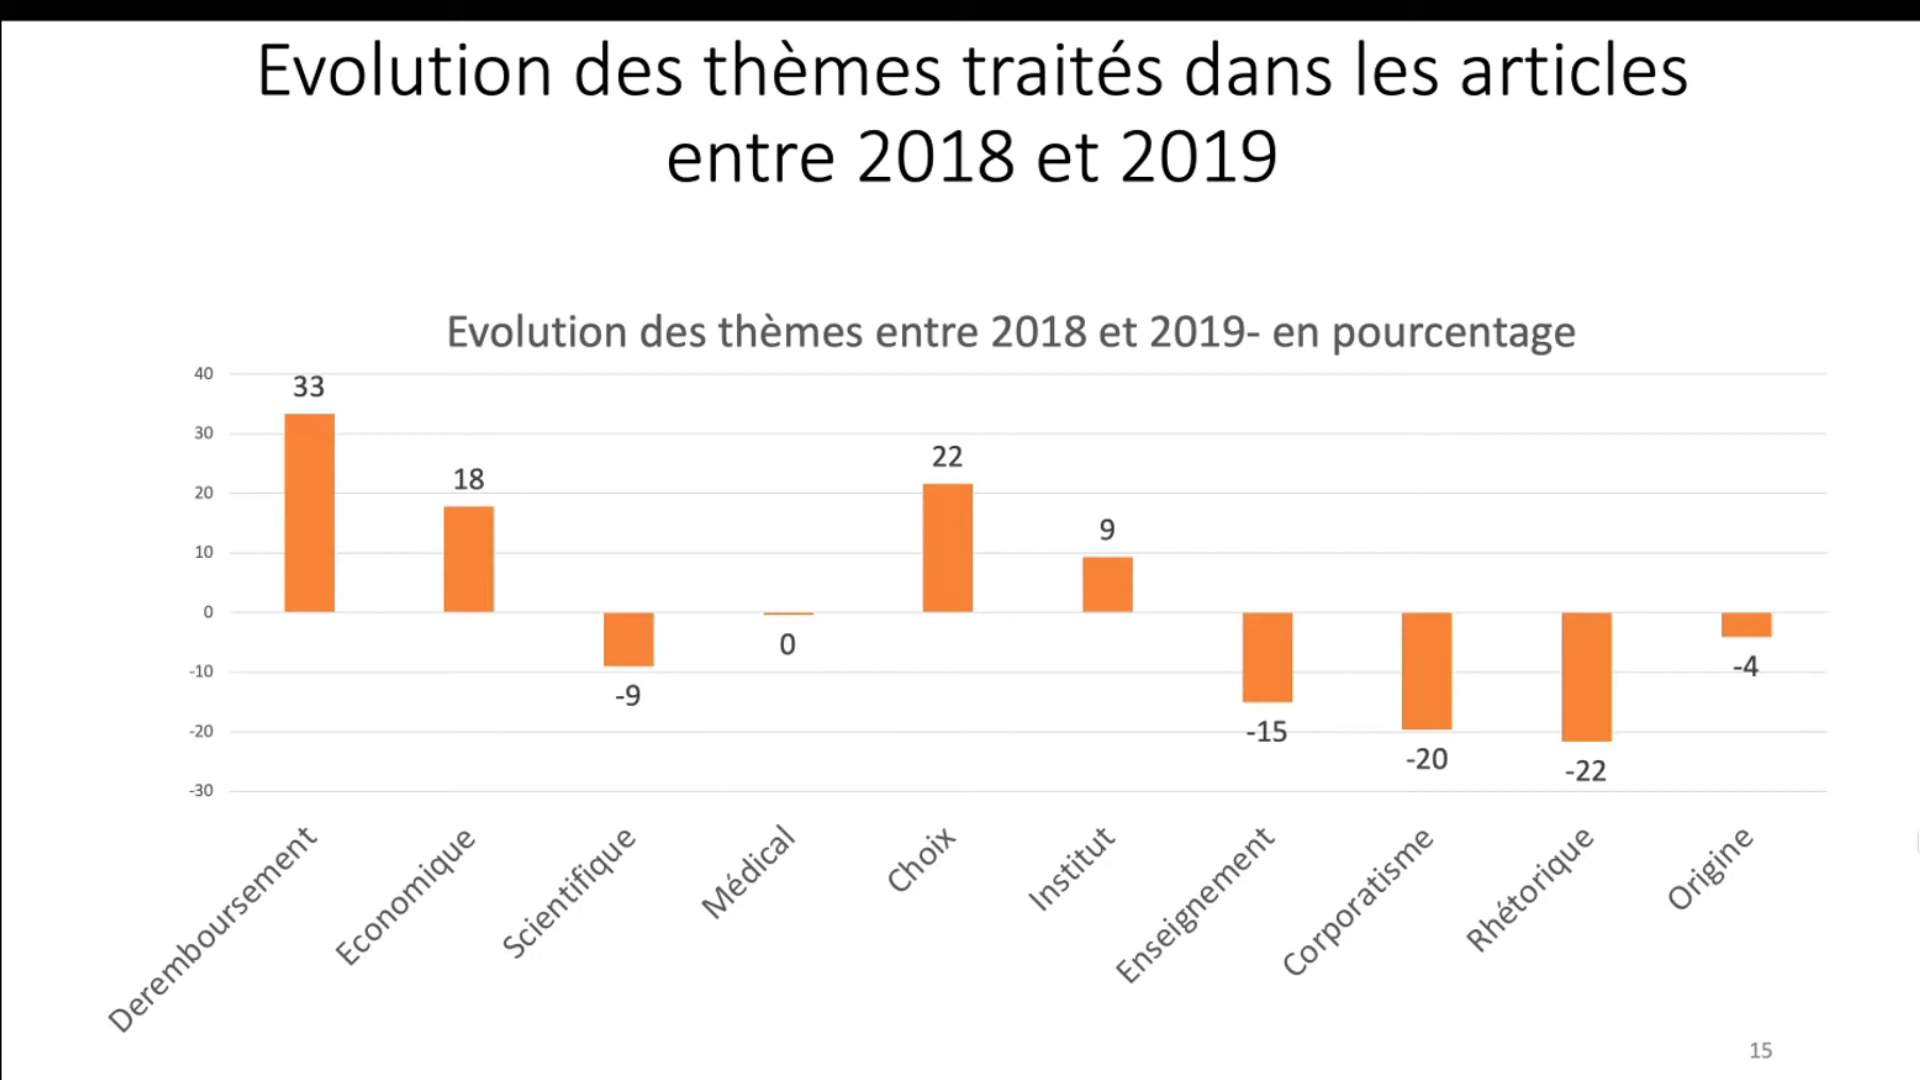 Evolution des thèmes traités dans les articles
entre 2018 et 2019
Evolution des thèmes entre 2018 et 2019- en pourcentage
40
30
20
10
0
-10
-20
-30
33
18
-9
0
22
9
-15
-20
-22
-4
Deremboursement
Economique
Scientifique
Médical
Choix
Institut
Enseignement
Corporatisme
Rhétorique
Origine
15